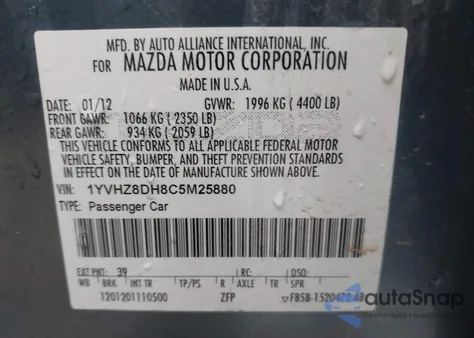 MFD. BY AUTO ALLIANCE INTERNATIONAL, INC.
FOR MAZDA MOTOR CORPORATION
MADE IN U.S.A.
DATE: 01/12 GVWR: 1996 KG (4400 LB)
FRONT GAWR: 1066 KG (2350 LB)
REAR GAWR: 934 KG (2059 LB)
THIS VEHICLE CONFORMS TO ALL APPLICABLE FEDERAL MOTOR
VEHICLE SAFETY, BUMPER, AND THEFT PREVENTION STANDARDS
IN EFFECT ON THE DATE OF MANUFACTURE SHOWN ABOVE.
VIN: 1YVHZ8DH8C5M25880
TYPE: Passenger Car
EXT PNT: 39 RC: DSO:
WB BRK INT TR TP/PS R AXLE TR SPR
1201201110500 ZFP
autaSnap